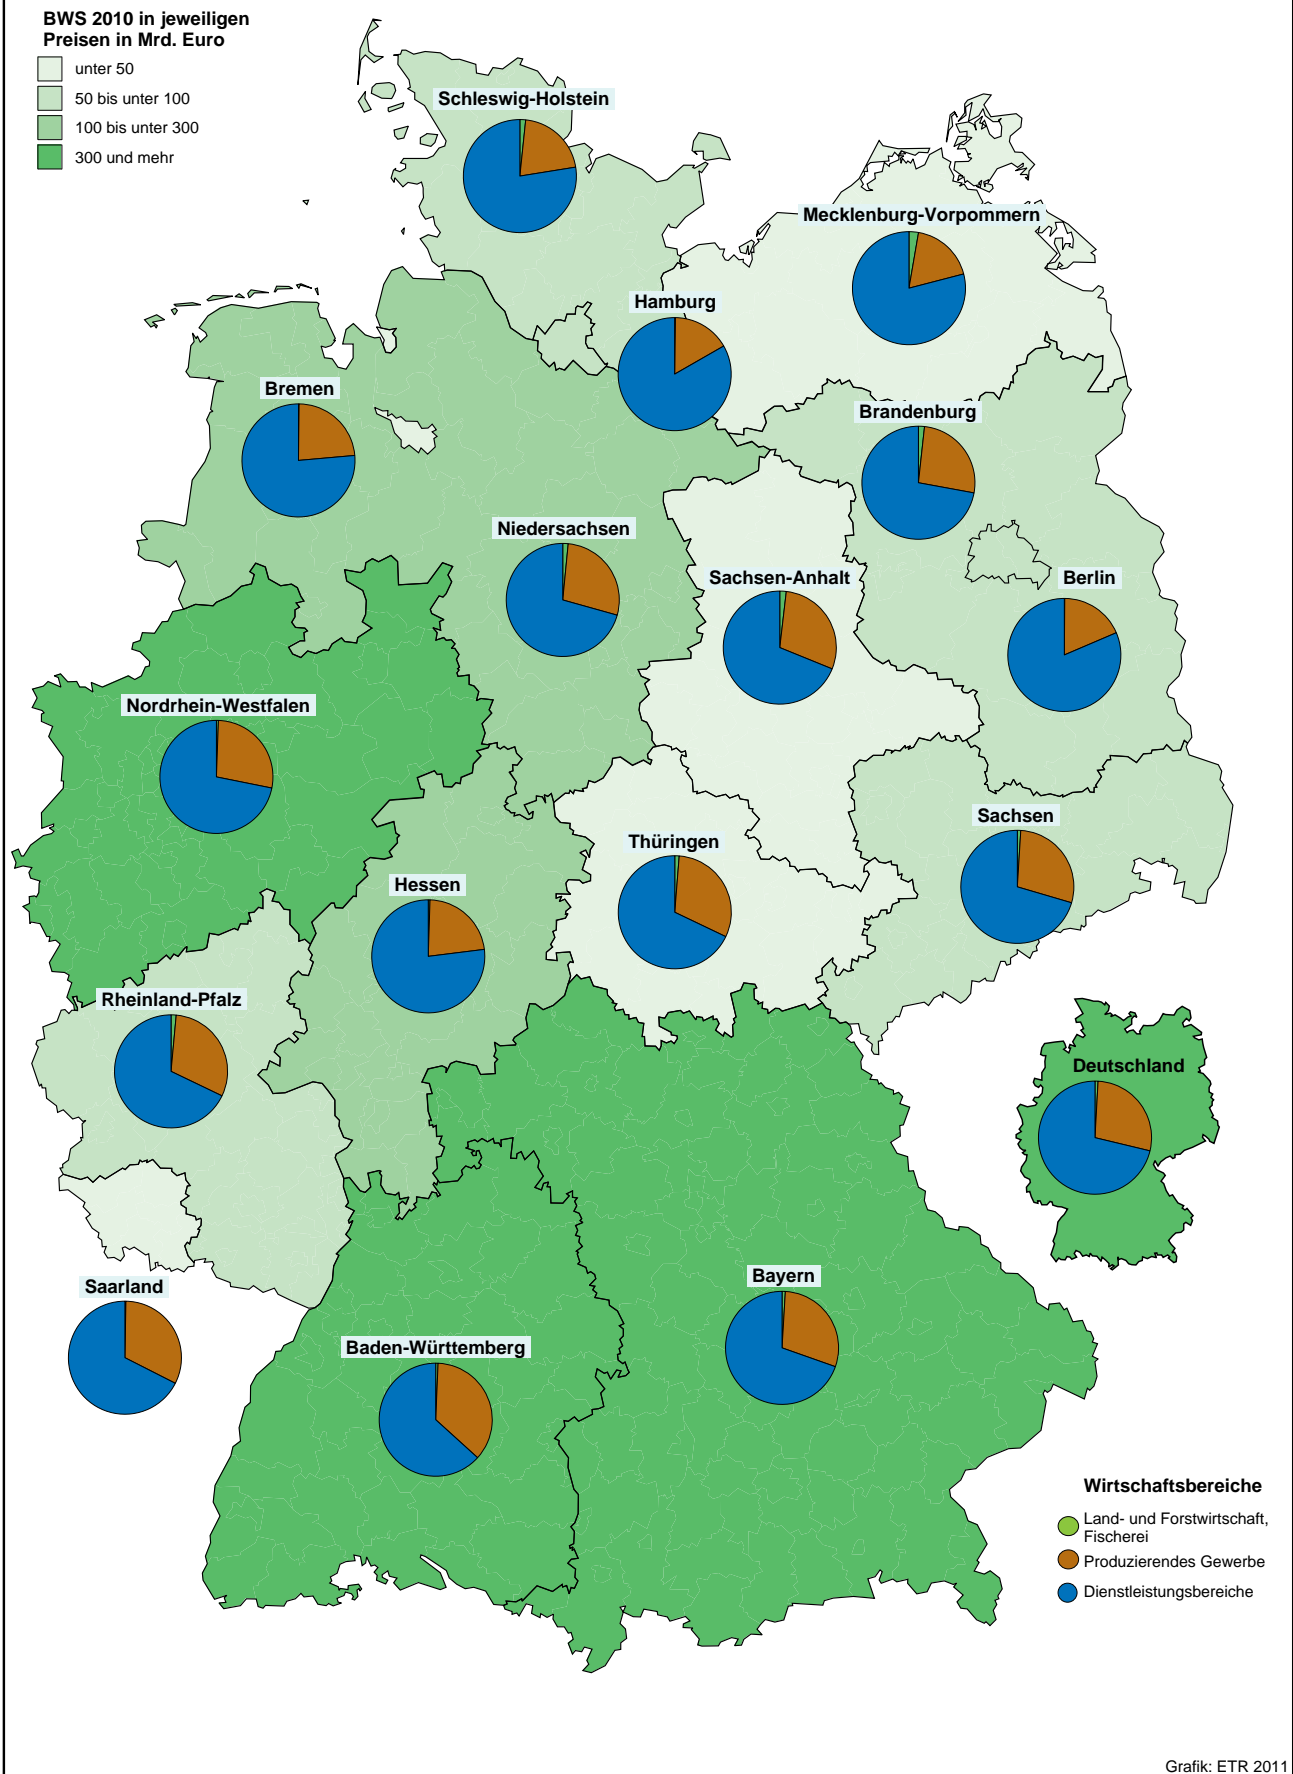 BWS 2010 in jeweiligen
Preisen in Mrd. Euro
unter 50
50 bis unter 100
100 bis unter 300
300 und mehr
Schleswig-Holstein
Mecklenburg-Vorpommern
Hamburg
Bremen
Brandenburg
Niedersachsen
Sachsen-Anhalt
Berlin
Nordrhein-Westfalen
Sachsen
Thüringen
Hessen
Rheinland-Pfalz
Deutschland
Saarland
Bayern
Baden-Württemberg
Wirtschaftsbereiche
Land- und Forstwirtschaft,
Fischerei
Produzierendes Gewerbe
Dienstleistungsbereiche
Grafik: ETR 2011